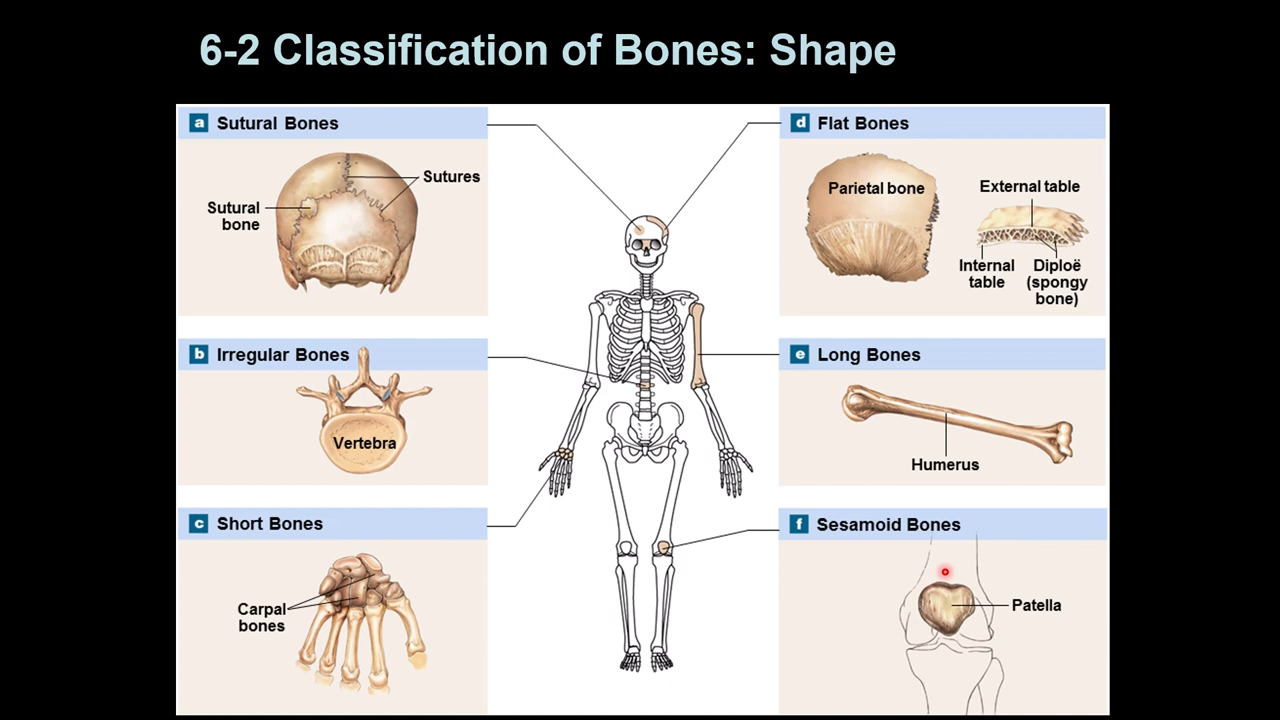 6-2 Classification of Bones: Shape
a Sutural Bones
Sutures
Sutural
bone
b Irregular Bones
Vertebra
c Short Bones
Carpal
bones
d Flat Bones
Parietal bone
External table
Internal
table
Diploë
(spongy
bone)
e Long Bones
Humerus
f Sesamoid Bones
Patella